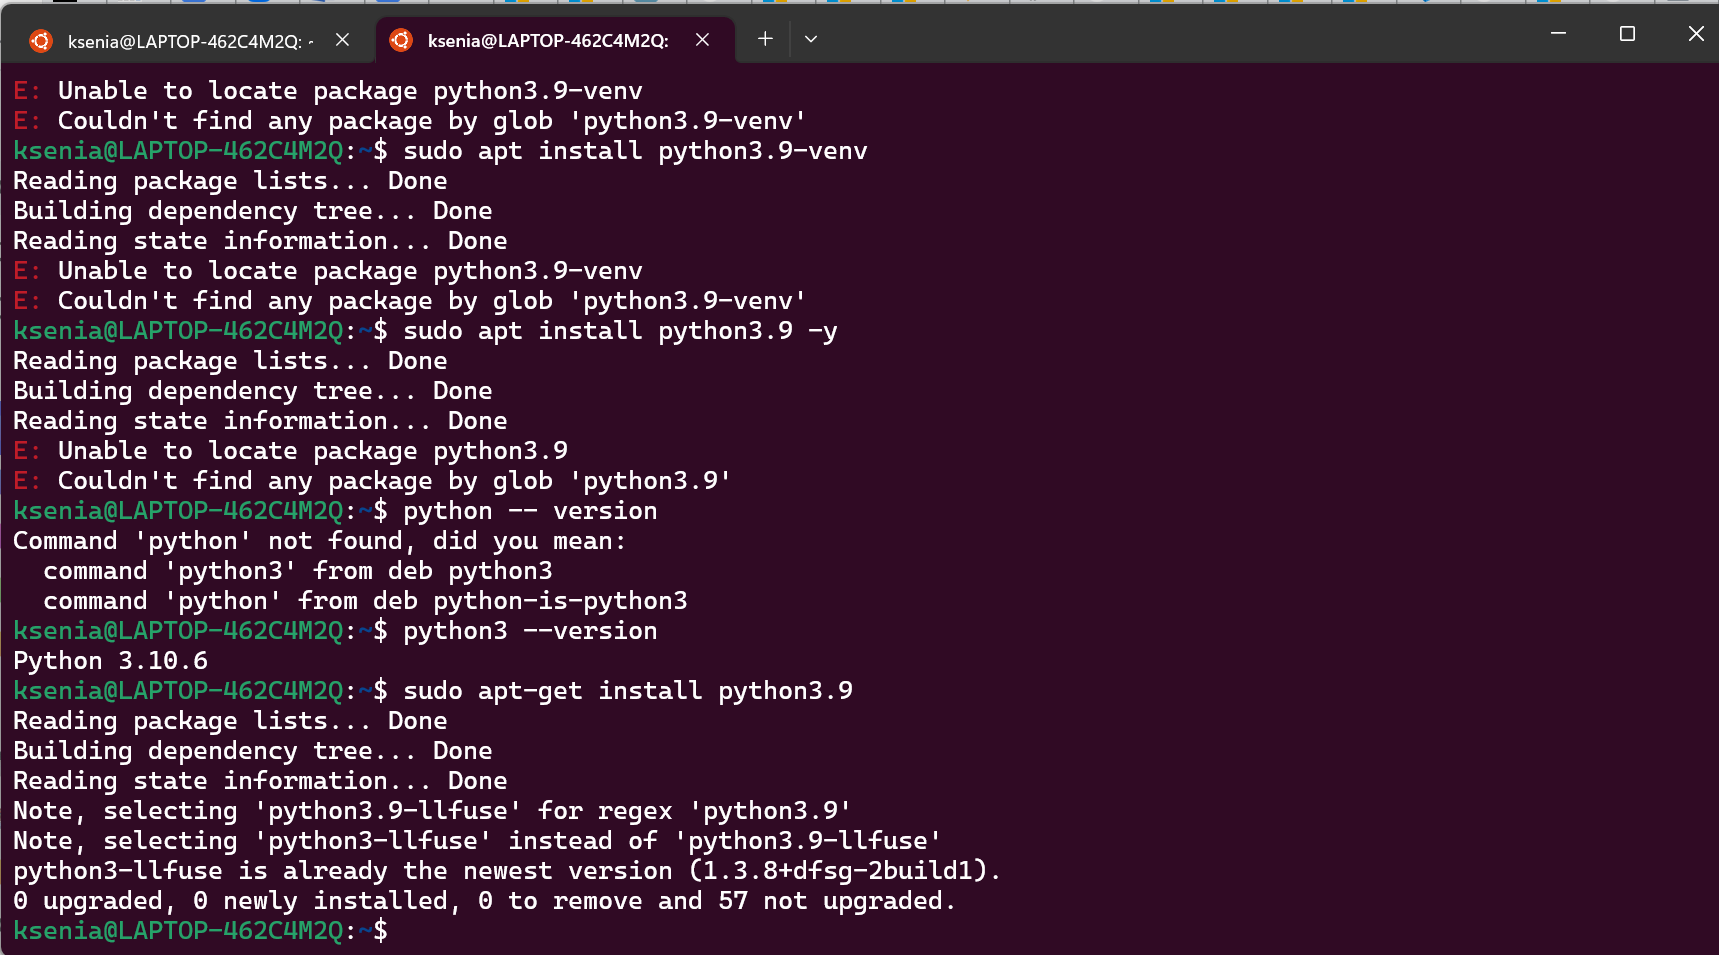 ksenia@LAPTOP-462C4M2Q: ~
ksenia@LAPTOP-462C4M2Q:
E: Unable to locate package python3.9-venv
E: Couldn't find any package by glob 'python3.9-venv'
ksenia@LAPTOP-462C4M2Q:~$ sudo apt install python3.9-venv
Reading package lists... Done
Building dependency tree... Done
Reading state information... Done
E: Unable to locate package python3.9-venv
E: Couldn't find any package by glob 'python3.9-venv'
ksenia@LAPTOP-462C4M2Q:~$ sudo apt install python3.9 -y
Reading package lists... Done
Building dependency tree... Done
Reading state information... Done
E: Unable to locate package python3.9
E: Couldn't find any package by glob 'python3.9'
ksenia@LAPTOP-462C4M2Q:~$ python -- version
Command 'python' not found, did you mean:
  command 'python3' from deb python3
  command 'python' from deb python-is-python3
ksenia@LAPTOP-462C4M2Q:~$ python3 --version
Python 3.10.6
ksenia@LAPTOP-462C4M2Q:~$ sudo apt-get install python3.9
Reading package lists... Done
Building dependency tree... Done
Reading state information... Done
Note, selecting 'python3.9-llfuse' for regex 'python3.9'
Note, selecting 'python3-llfuse' instead of 'python3.9-llfuse'
python3-llfuse is already the newest version (1.3.8+dfsg-2build1).
0 upgraded, 0 newly installed, 0 to remove and 57 not upgraded.
ksenia@LAPTOP-462C4M2Q:~$